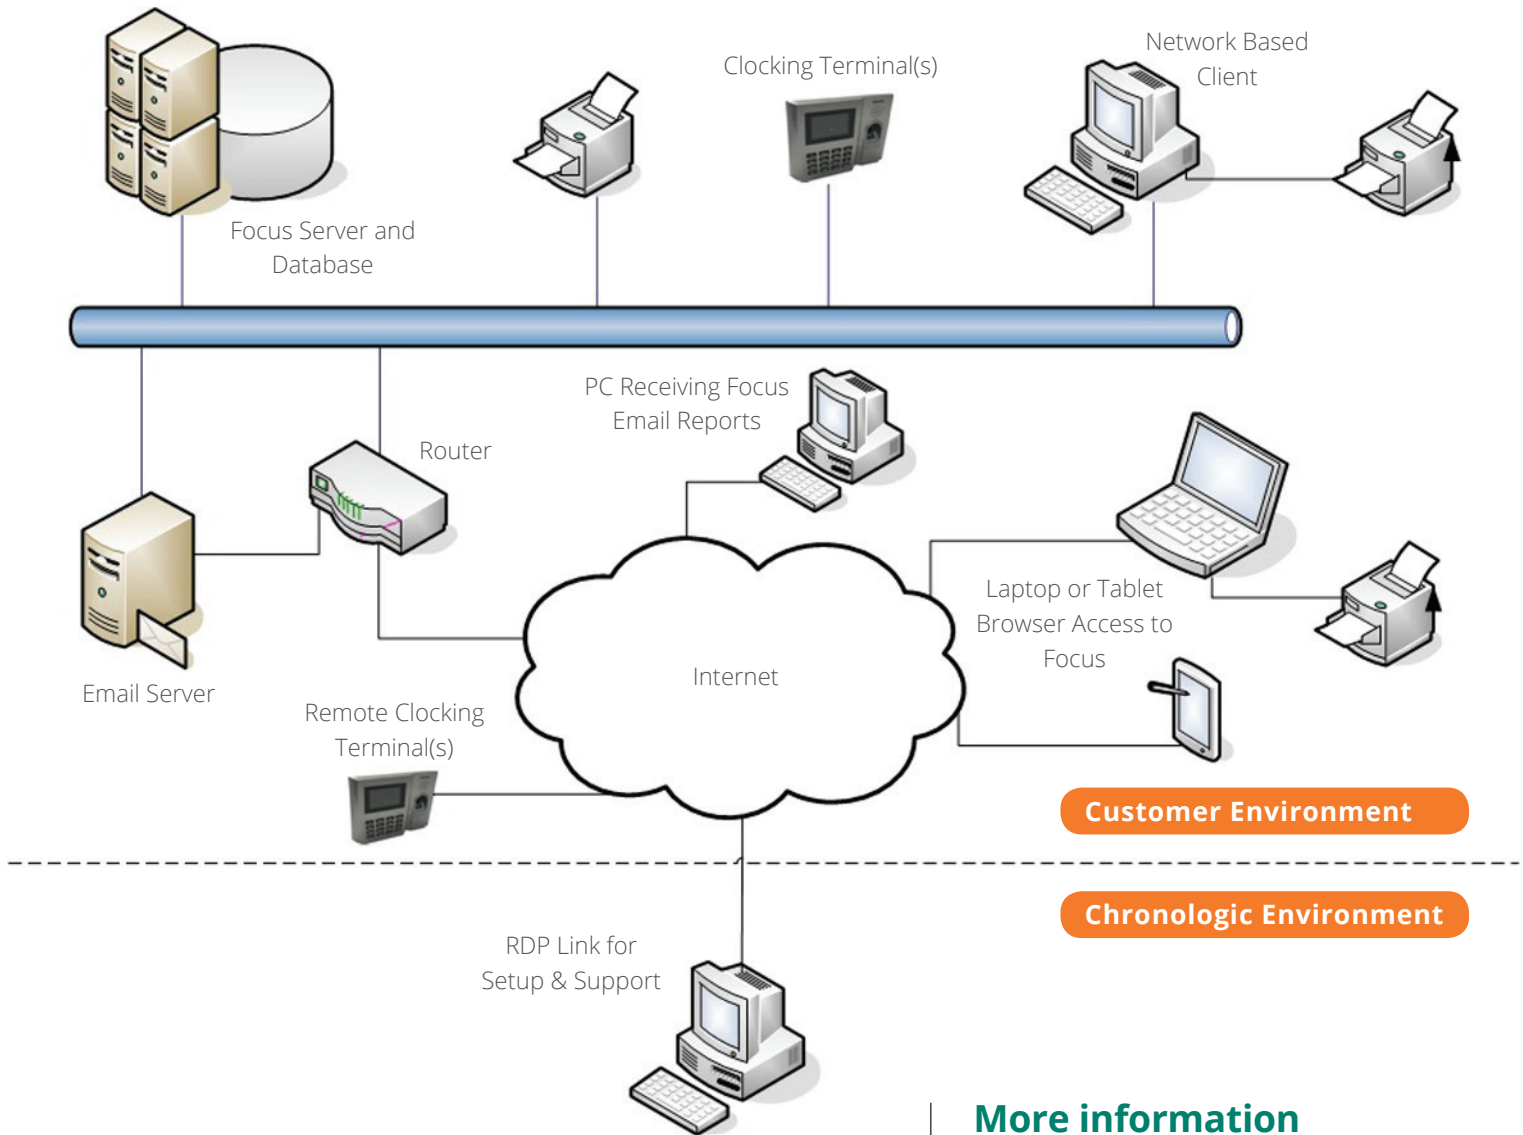 Network Based
Client
Clocking Terminal(s)
Focus Server and
Database
PC Receiving Focus
Email Reports
Router
Laptop or Tablet
Browser Access to
Focus
Internet
Email Server
Remote Clocking
Terminal(s)
Customer Environment
Chronologic Environment
RDP Link for
Setup & Support
More information